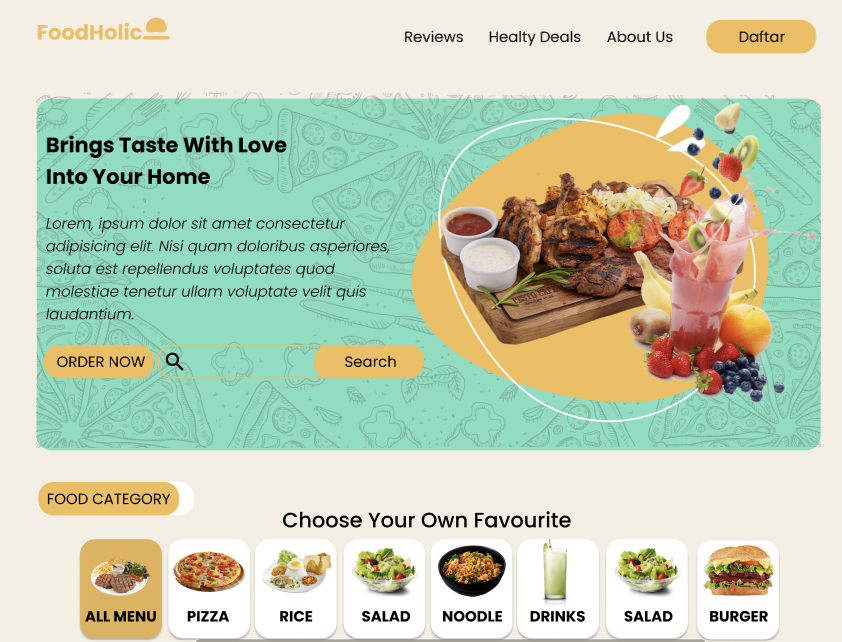 FoodHolic
Reviews
Healty Deals
About Us
Daftar
Brings Taste With Love
Into Your Home
Lorem, ipsum dolor sit amet consectetur
adipisicing elit. Nisi quam doloribus asperiores,
soluta est repellendus voluptates quod
molestiae tenetur ullam voluptate velit quis
laudantium.
ORDER NOW
Search
FOOD CATEGORY
Choose Your Own Favourite
ALL MENU
PIZZA
RICE
SALAD
NOODLE
DRINKS
SALAD
BURGER